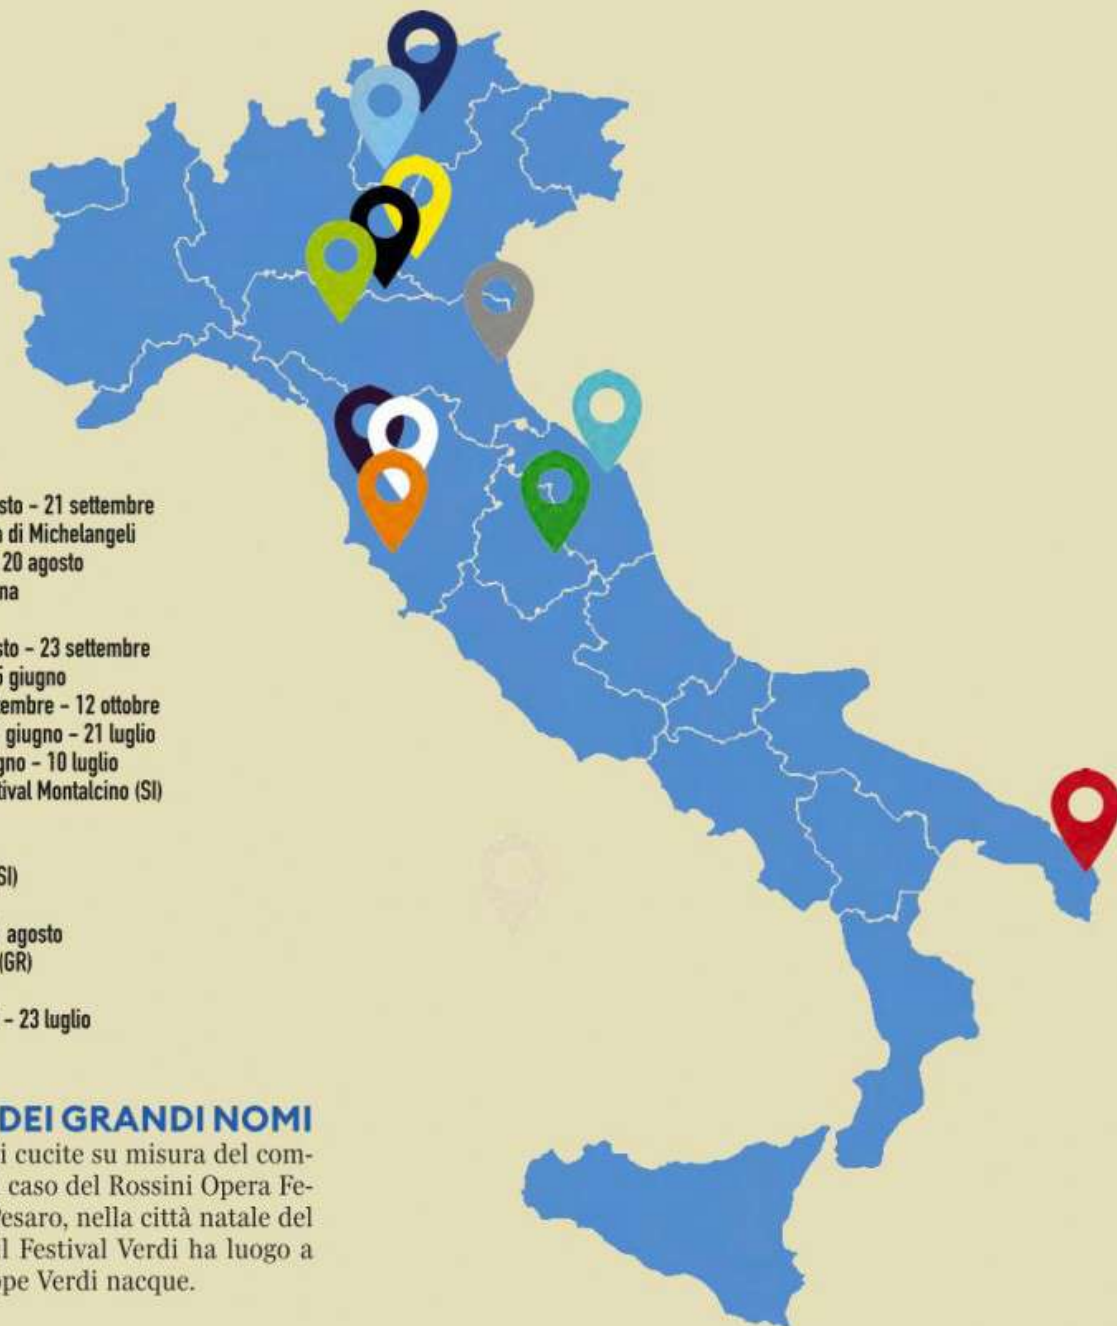 sto – 21 settembre
di Michelangeli
20 agosto
na
sto – 23 settembre
5 giugno
embre – 12 ottobre
giugno – 21 luglio
gno – 10 luglio
tival Montalcino (SI)
SI)
agosto
(GR)
– 23 luglio
DEI GRANDI NOMI
i cucite su misura del com-
caso del Rossini Opera Fe-
Pesaro, nella città natale del
l Festival Verdi ha luogo a
ppe Verdi nacque.